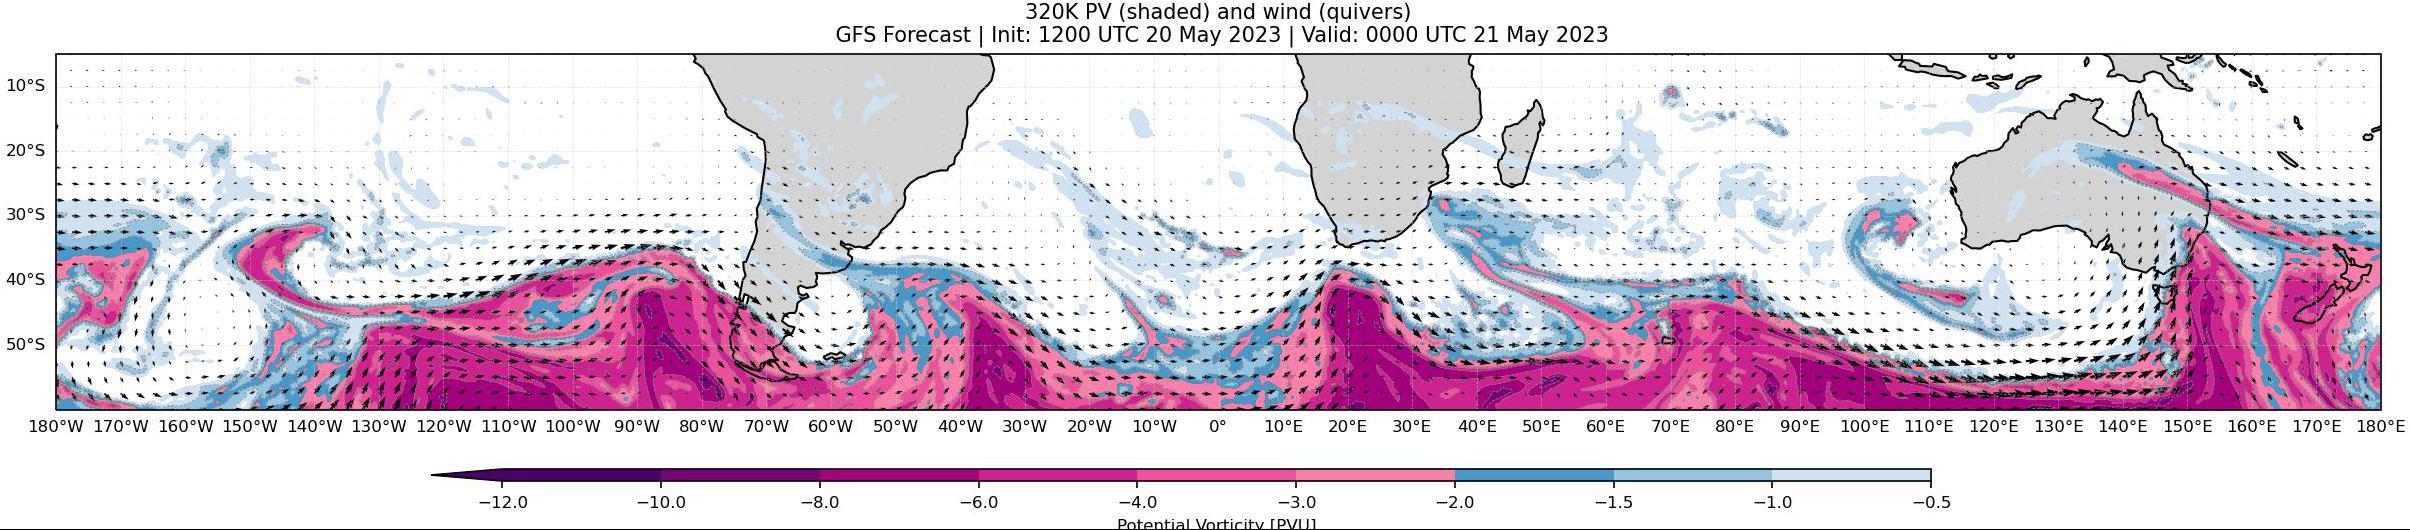 320K PV (shaded) and wind (quivers)
GFS Forecast | Init: 1200 UTC 20 May 2023 | Valid: 0000 UTC 21 May 2023
10°S
20°S
30°S
40°S
50°S
180°W 170°W 160°W 150°W 140°W 130°W 120°W 110°W 100°W 90°W 80°W 70°W 60°W 50°W 40°W 30°W 20°W 10°W 0° 10°E 20°E 30°E 40°E 50°E 60°E 70°E 80°E 90°E 100°E 110°E 120°E 130°E 140°E 150°E 160°E 170°E 180°E
−12.0 −10.0 −8.0 −6.0 −4.0 −3.0 −2.0 −1.5 −1.0 −0.5
Potential Vorticity [PVU]